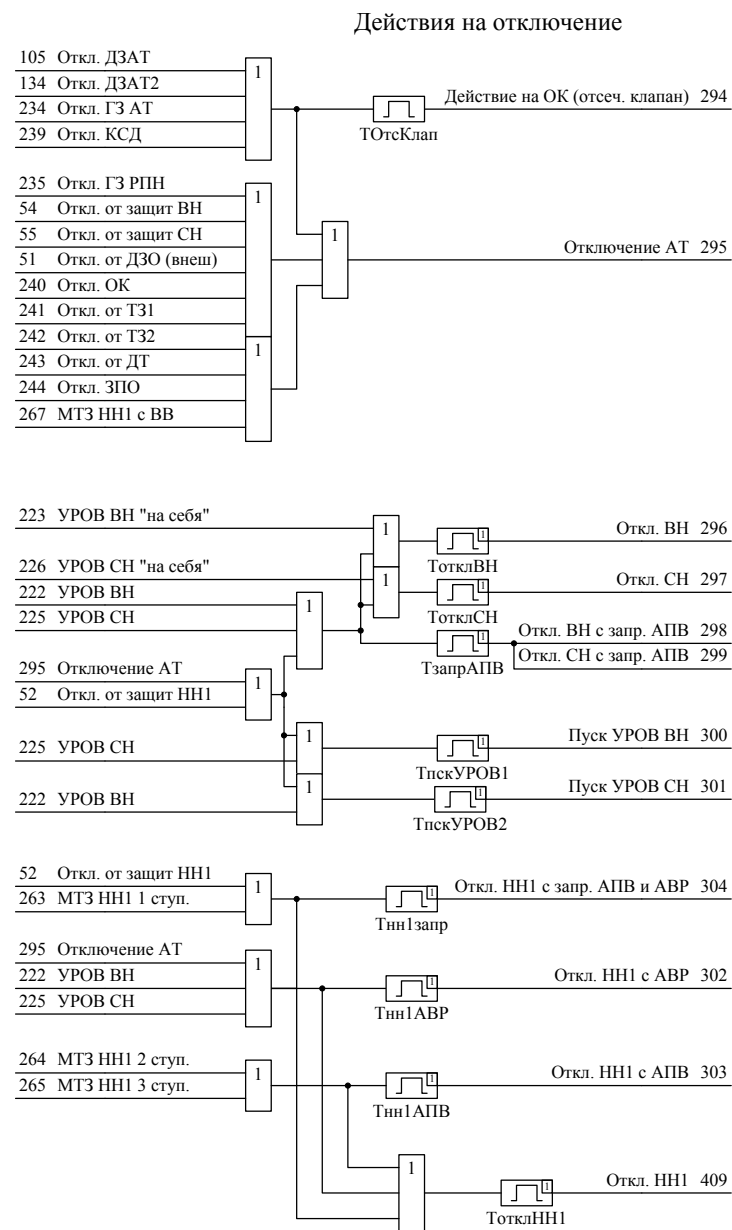 Действия на отключение
105 Откл. ДЗАТ
1
134 Откл. ДЗАТ2
234 Откл. ГЗ АТ
Действие на ОК (отсеч. клапан) 294
239 Откл. КСД
ТОтсКлап
235 Откл. ГЗ РПН
1
54 Откл. от защит ВН
55 Откл. от защит СН
1
51 Откл. от ДЗО (внеш)
Отключение АТ 295
240 Откл. ОК
241 Откл. от ТЗ1
242 Откл. от ТЗ2
1
243 Откл. от ДТ
244 Откл. ЗПО
267 МТЗ НН1 с ВВ
223 УРОВ ВН "на себя"
1
1
Откл. ВН 296
ТотклВН
226 УРОВ СН "на себя"
1
1
Откл. СН 297
ТотклСН
222 УРОВ ВН
1
225 УРОВ СН
1
Откл. ВН с запр. АПВ 298
Откл. СН с запр. АПВ 299
ТзапрАПВ
295 Отключение АТ
1
52 Откл. от защит НН1
225 УРОВ СН
1
1
Пуск УРОВ ВН 300
ТпскУРОВ1
222 УРОВ ВН
1
1
Пуск УРОВ СН 301
ТпскУРОВ2
52 Откл. от защит НН1
1
263 МТЗ НН1 1 ступ.
1
Откл. НН1 с запр. АПВ и АВР 304
Тнн1запр
295 Отключение АТ
1
222 УРОВ ВН
1
Откл. НН1 с АВР 302
225 УРОВ СН
Тнн1АВР
264 МТЗ НН1 2 ступ.
1
265 МТЗ НН1 3 ступ.
1
Откл. НН1 с АПВ 303
Тнн1АПВ
1
1
Откл. НН1 409
ТотклНН1